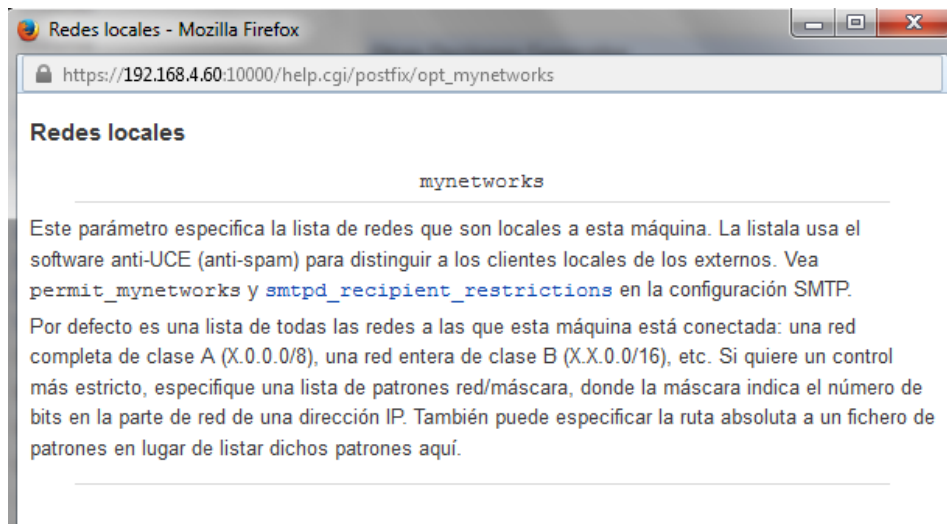 Redes locales - Mozilla Firefox
https://192.168.4.60:10000/help.cgi/postfix/opt_mynetworks
Redes locales
mynetworks
Este parámetro especifica la lista de redes que son locales a esta máquina. La listala usa el
software anti-UCE (anti-spam) para distinguir a los clientes locales de los externos. Vea
permit_mynetworks y smtpd_recipient_restrictions en la configuración SMTP.
Por defecto es una lista de todas las redes a las que esta máquina está conectada: una red
completa de clase A (X.0.0.0/8), una red entera de clase B (X.X.0.0/16), etc. Si quiere un control
más estricto, especifique una lista de patrones red/máscara, donde la máscara indica el número de
bits en la parte de red de una dirección IP. También puede especificar la ruta absoluta a un fichero de
patrones en lugar de listar dichos patrones aquí.